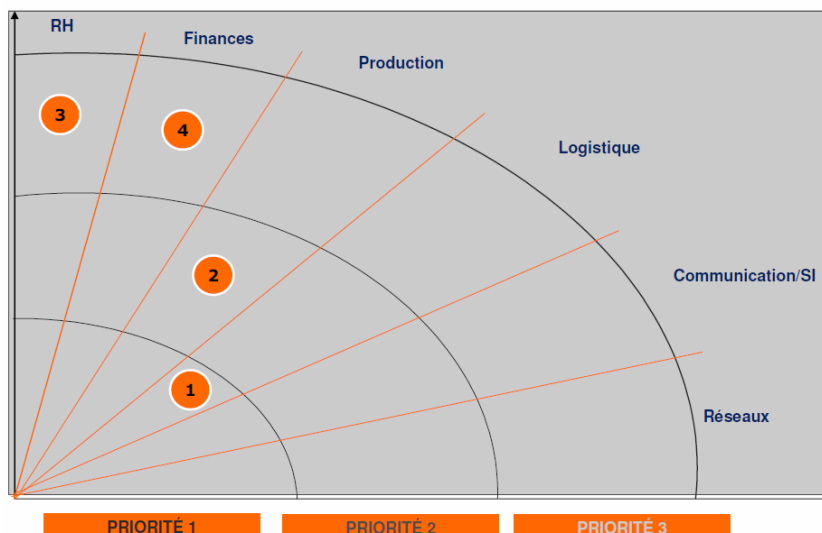 RH
Finances
Production
Logistique
Communication/SI
Réseaux
3
4
2
1
PRIORITÉ 1
PRIORITÉ 2
PRIORITÉ 3